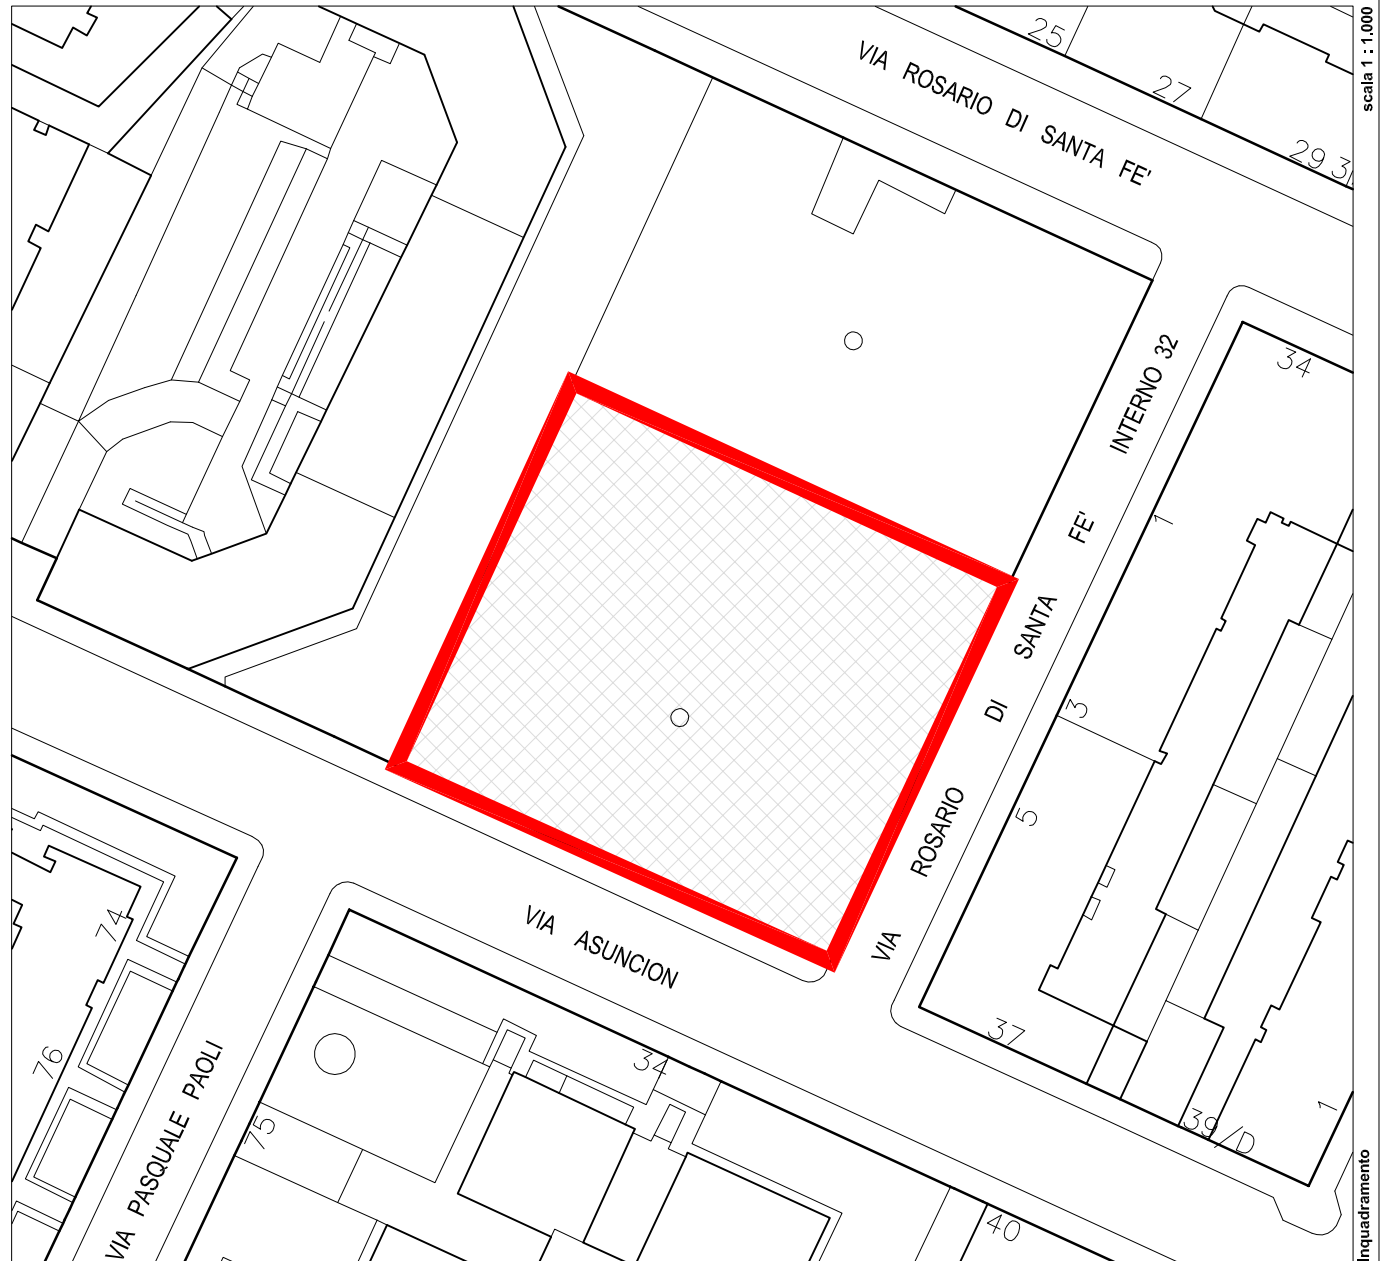 scala 1 : 1.000
25
VIA ROSARIO DI SANTA FE'
27
29
34
VIA ROSARIO DI SANTA FE' INTERNO 32
1
3
5
VIA ASUNCION
74
76
VIA PASQUALE PAOLI
75
34
37
39/D
1
40
Inquadramento